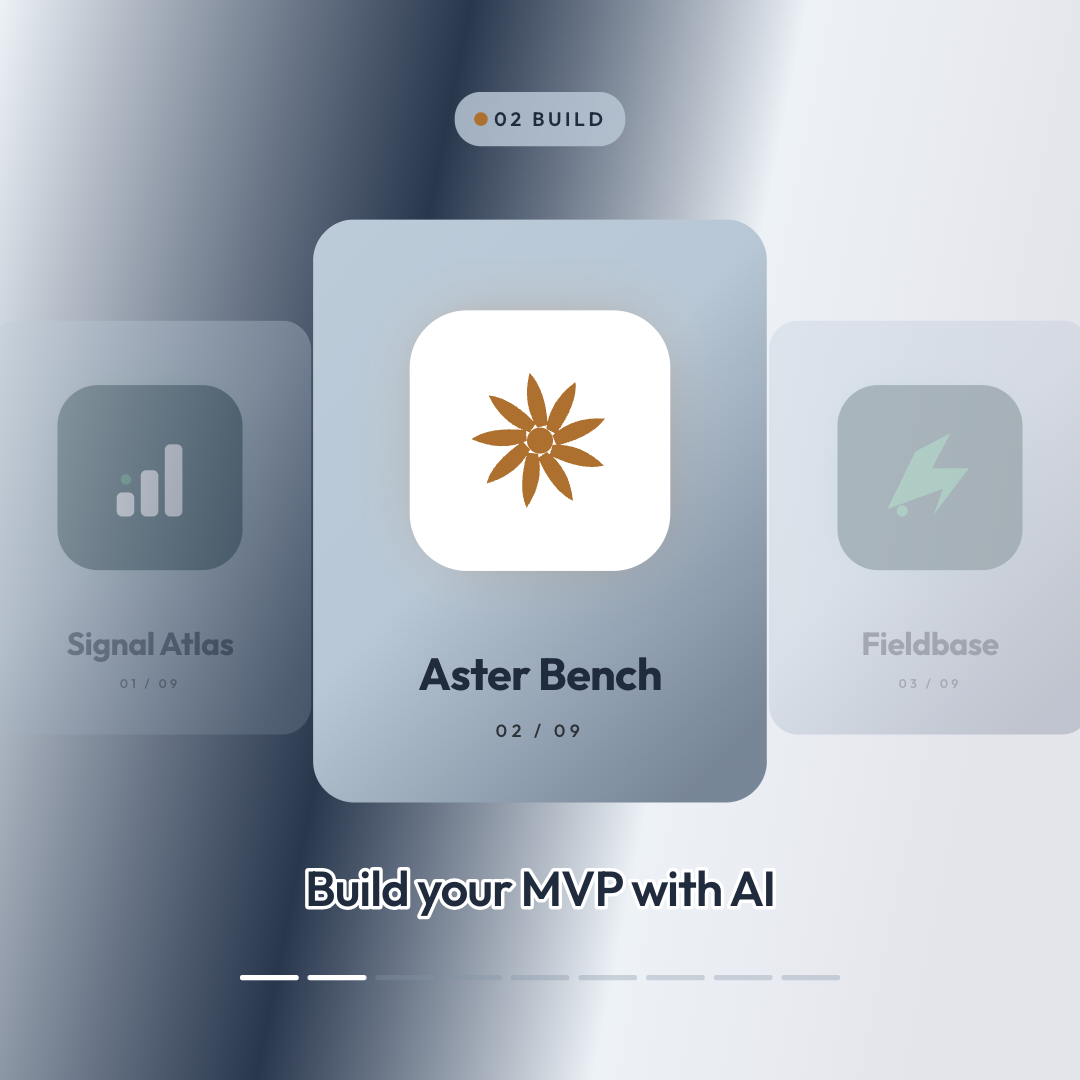 02 BUILD
Signal Atlas
01 / 09
Aster Bench
02 / 09
Fieldbase
03 / 09
Build your MVP with AI